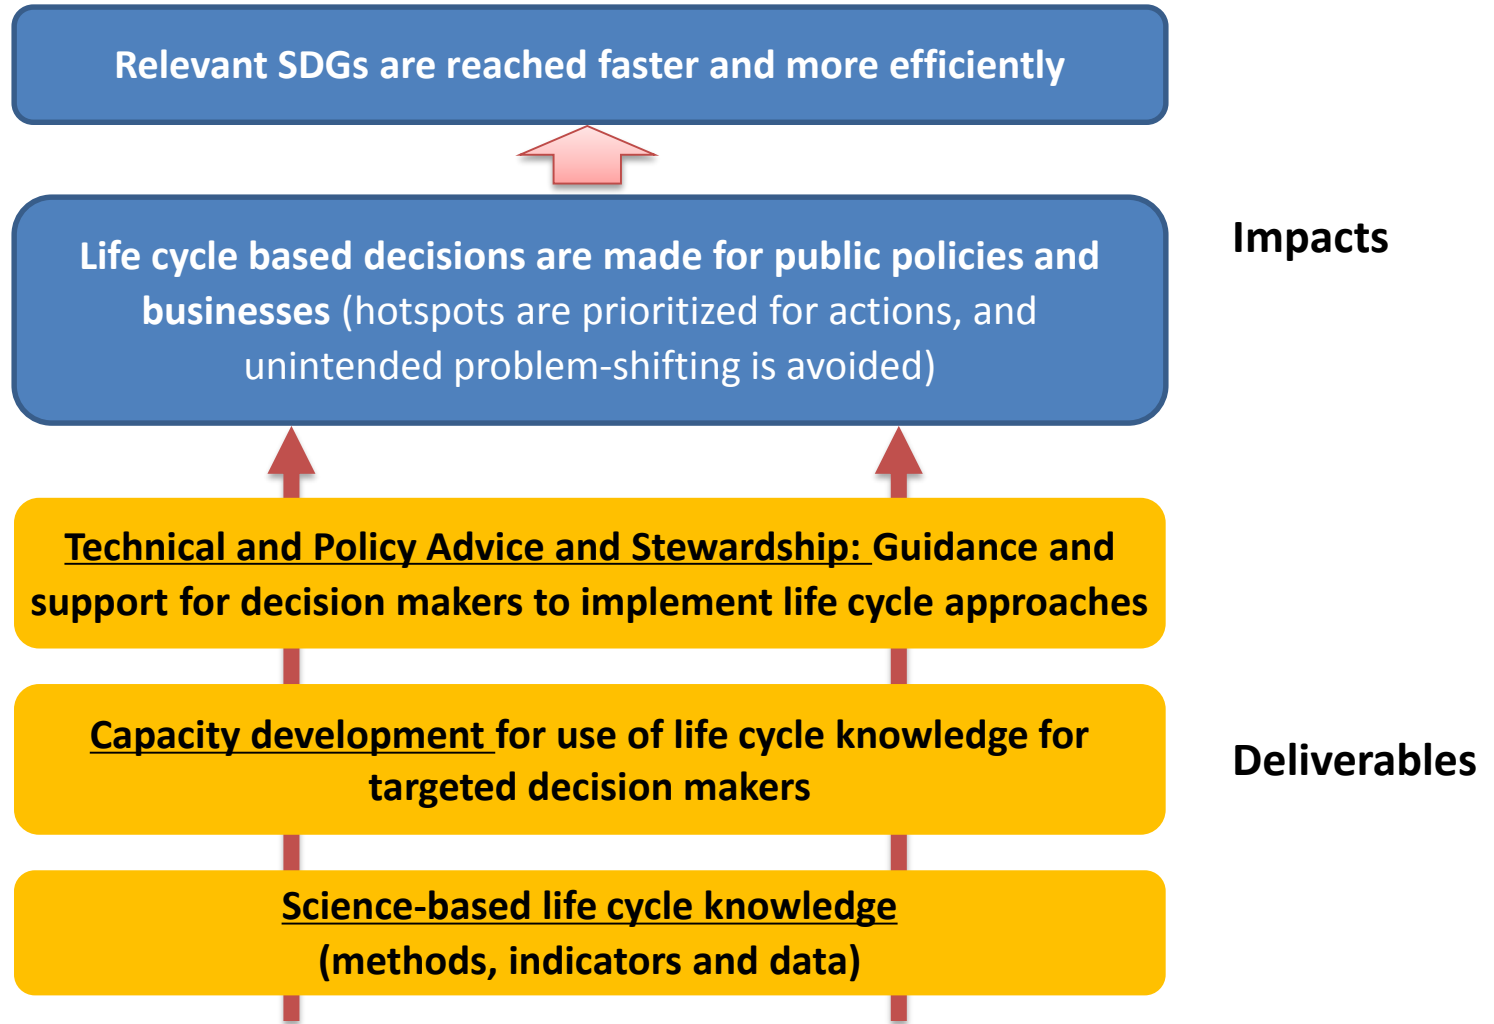 Relevant SDGs are reached faster and more efficiently
Impacts
Life cycle based decisions are made for public policies and
businesses (hotspots are prioritized for actions, and
unintended problem-shifting is avoided)
Technical and Policy Advice and Stewardship: Guidance and
support for decision makers to implement life cycle approaches
Deliverables
Capacity development for use of life cycle knowledge for
targeted decision makers
Science-based life cycle knowledge
(methods, indicators and data)